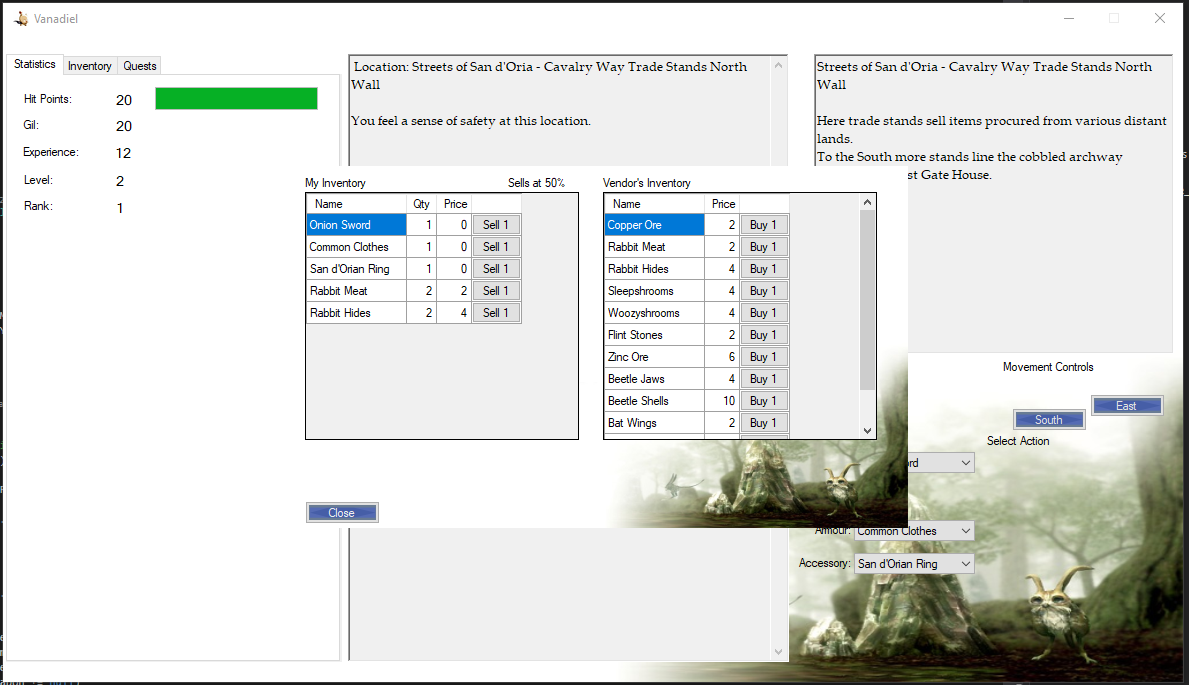 Vanadiel
Statistics
Inventory
Quests
Hit Points: 20
Gil: 20
Experience: 12
Level: 2
Rank: 1
Location: Streets of San d'Oria - Cavalry Way Trade Stands North
Wall
You feel a sense of safety at this location.
Streets of San d'Oria - Cavalry Way Trade Stands North
Wall
Here trade stands sell items procured from various distant
lands.
To the South more stands line the cobbled archway
Gate House.
My Inventory
Sells at 50%
Name Qty Price
Onion Sword 1 0 Sell 1
Common Clothes 1 0 Sell 1
San d'Orian Ring 1 0 Sell 1
Rabbit Meat 2 2 Sell 1
Rabbit Hides 2 4 Sell 1
Vendor's Inventory
Name Price
Copper Ore 2 Buy 1
Rabbit Meat 2 Buy 1
Rabbit Hides 4 Buy 1
Sleepshrooms 4 Buy 1
Woozyshrooms 4 Buy 1
Flint Stones 2 Buy 1
Zinc Ore 6 Buy 1
Beetle Jaws 4 Buy 1
Beetle Shells 10 Buy 1
Bat Wings 2 Buy 1
Close
Movement Controls
East
South
Select Action
Armour: Common Clothes
Accessory: San d'Orian Ring